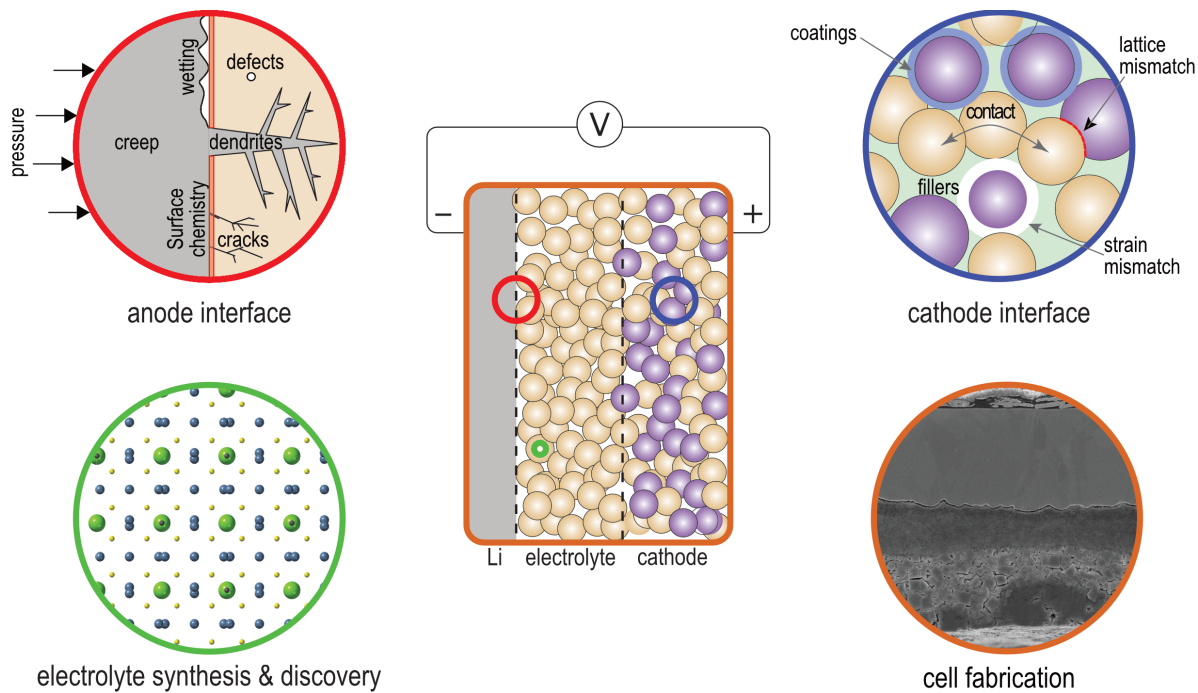 pressure
creep
wetting
defects
dendrites
Surface
chemistry
cracks
anode interface
V
−
+
Li
electrolyte
cathode
coatings
lattice
mismatch
contact
fillers
strain
mismatch
cathode interface
electrolyte synthesis & discovery
cell fabrication